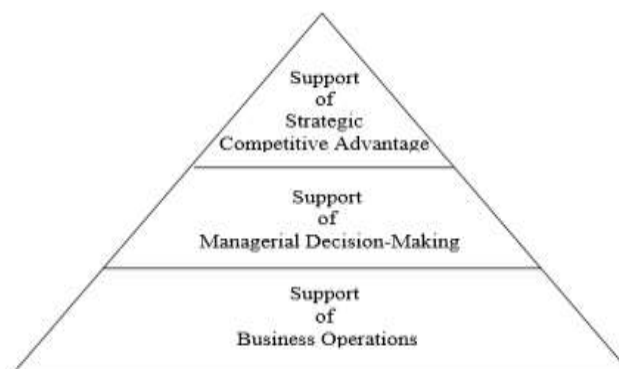 Support
of
Strategic
Competitive Advantage
Support
of
Managerial Decision-Making
Support
of
Business Operations